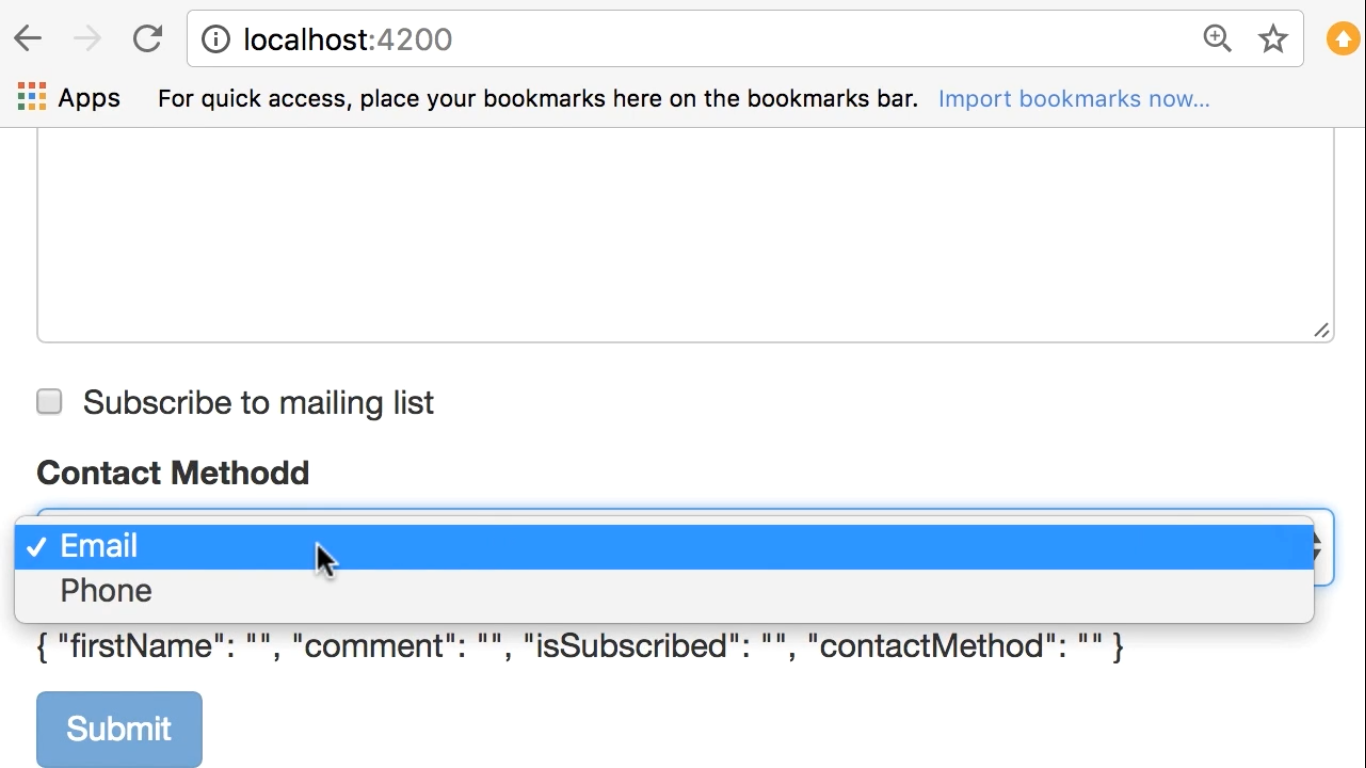 localhost:4200
Apps For quick access, place your bookmarks here on the bookmarks bar. Import bookmarks now...
Subscribe to mailing list
Contact Methodd
Email
Phone
{ "firstName": "", "comment": "", "isSubscribed": "", "contactMethod": "" }
Submit